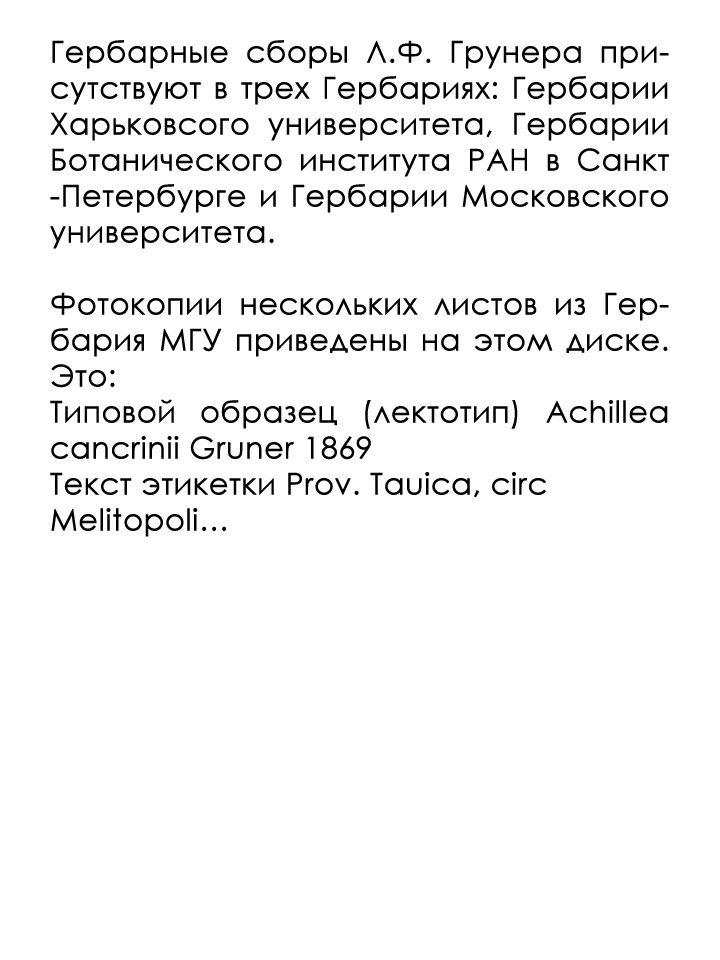 Гербарные сборы Л.Ф. Грунера при-
сутствуют в трех Гербариях: Гербарии
Харьковсого университета, Гербарии
Ботанического института РАН в Санкт
-Петербурге и Гербарии Московского
университета.
Фотокопии нескольких листов из Гер-
бария МГУ приведены на этом диске.
Это:
Типовой образец (лектотип) Achillea
cancrinii Gruner 1869
Текст этикетки Prov. Tauica, circ
Melitopoli...